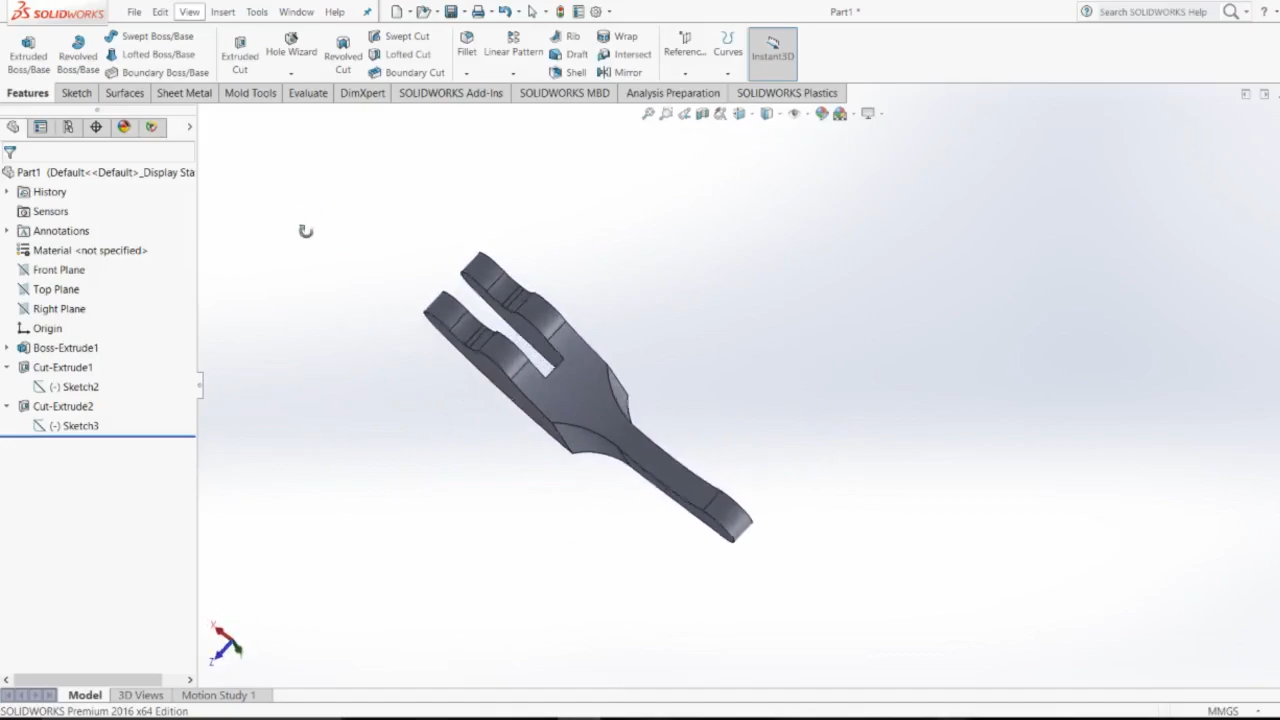 SOLIDWORKS File Edit View Insert Tools Window Help Part1 * Search SOLIDWORKS Help ?
Extruded Boss/Base
Revolved Boss/Base
Swept Boss/Base
Lofted Boss/Base
Boundary Boss/Base
Extruded Cut
Hole Wizard
Revolved Cut
Swept Cut
Lofted Cut
Boundary Cut
Fillet
Linear Pattern
Rib
Draft
Shell
Wrap
Intersect
Mirror
Referenc...
Curves
Instant3D
Features Sketch Surfaces Sheet Metal Mold Tools Evaluate DimXpert SOLIDWORKS Add-Ins SOLIDWORKS MBD Analysis Preparation SOLIDWORKS Plastics
Part1 (Default<<Default>_Display Sta
History
Sensors
Annotations
Material <not specified>
Front Plane
Top Plane
Right Plane
Origin
Boss-Extrude1
Cut-Extrude1
(-) Sketch2
Cut-Extrude2
(-) Sketch3
X
Z
Model 3D Views Motion Study 1
SOLIDWORKS Premium 2016 x64 Edition MMGS